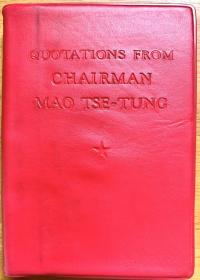 QUOTATIONS FROM
CHAIRMAN
MAO TSE-TUNG